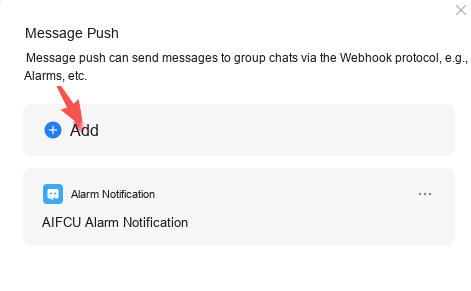 Message Push
Message push can send messages to group chats via the Webhook protocol, e.g.,
Alarms, etc.
Add
Alarm Notification
AIFCU Alarm Notification